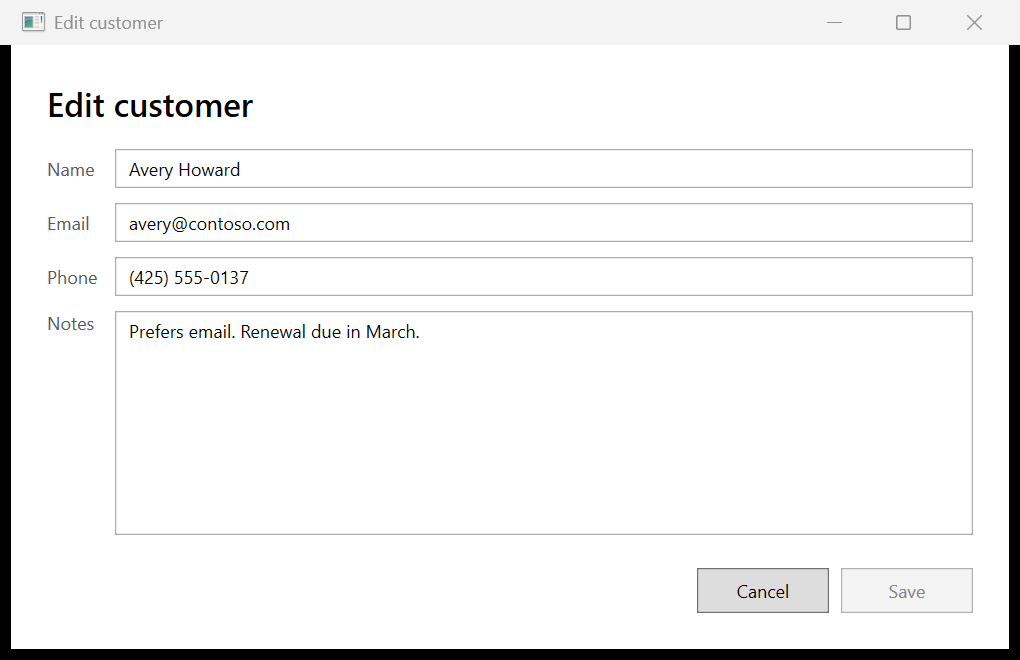 Edit customer
Edit customer
Name
Avery Howard
Email
avery@contoso.com
Phone
(425) 555-0137
Notes
Prefers email. Renewal due in March.
Cancel
Save